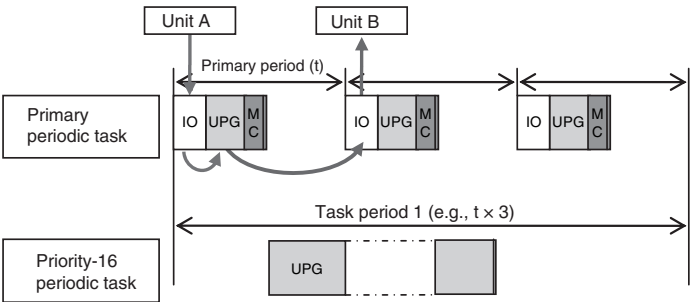 Unit A
Unit B
Primary period (t)
Primary
periodic task
IO UPG M
C
IO UPG M
C
IO UPG M
C
Task period 1 (e.g., t × 3)
Priority-16
periodic task
UPG